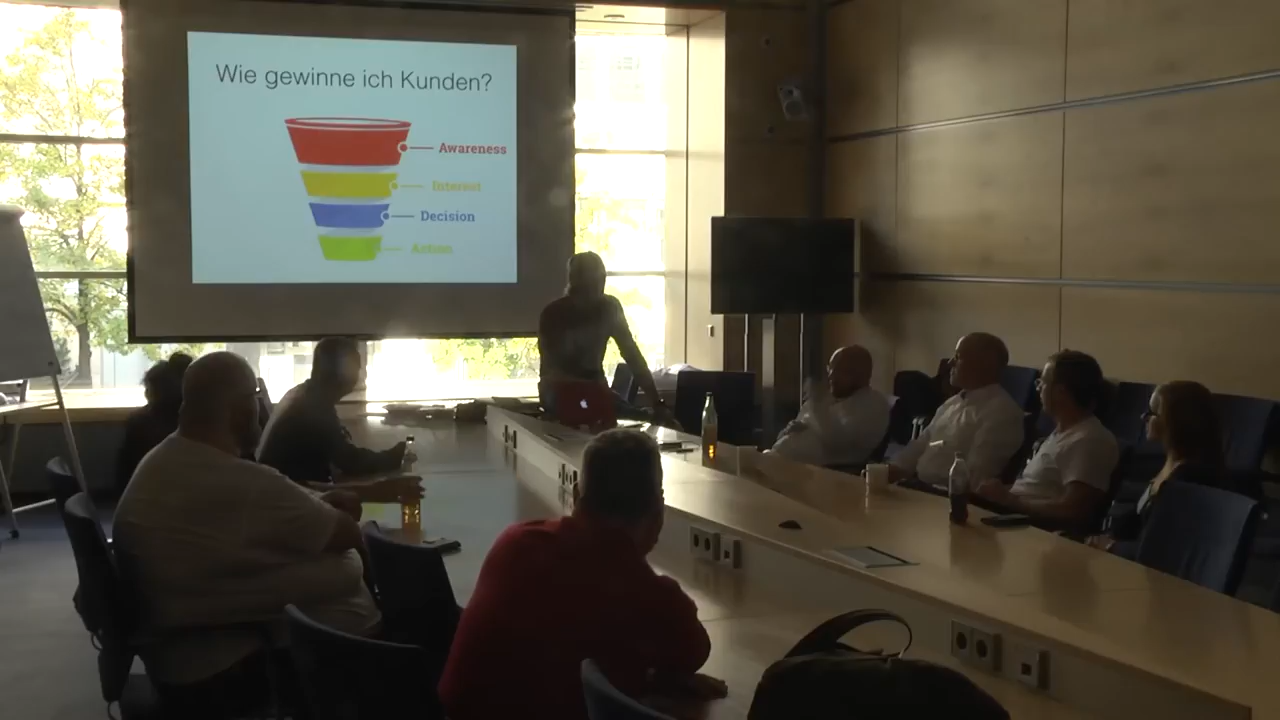 Wie gewinne ich Kunden?
Awareness
Interest
Decision
Action